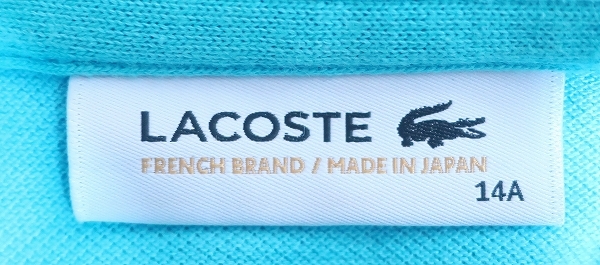 LACOSTE
FRENCH BRAND / MADE IN JAPAN
14A